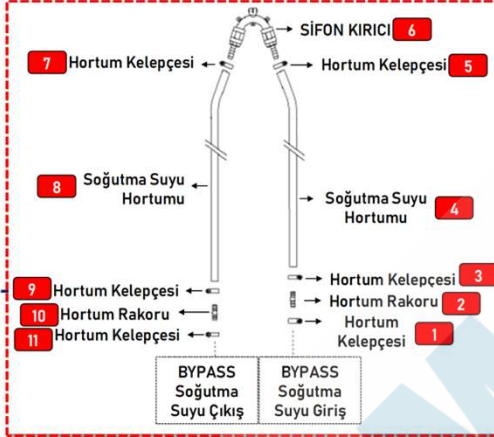 SİFON KIRICI 6
7 Hortum Kelepçesi
Hortum Kelepçesi 5
8 Soğutma Suyu
Hortumu
Soğutma Suyu
Hortumu 4
Hortum Kelepçesi 3
9 Hortum Kelepçesi
Hortum Rakoru 2
10 Hortum Rakoru
Hortum
Kelepçesi 1
11 Hortum Kelepçesi
BYPASS
Soğutma
Suyu Çıkış
BYPASS
Soğutma
Suyu Giriş